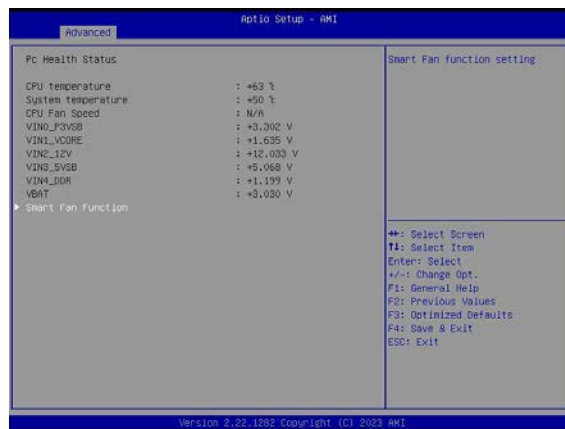 Aptio Setup - AMI
Advanced
Pc Health Status
CPU temperature : +63 ℃
System temperature : +50 ℃
CPU Fan Speed : N/A
VIN0_P3VSB : +3.302 V
VIN1_VCORE : +1.635 V
VIN2_12V : +12.033 V
VIN3_5VSB : +5.068 V
VIN4_DDR : +1.199 V
VBAT : +3.030 V
Smart Fan Function
Smart Fan function setting
→←: Select Screen
↑↓: Select Item
Enter: Select
+/-: Change Opt.
F1: General Help
F2: Previous Values
F3: Optimized Defaults
F4: Save & Exit
ESC: Exit
Version 2.22.1282 Copyright (C) 2023 AMI